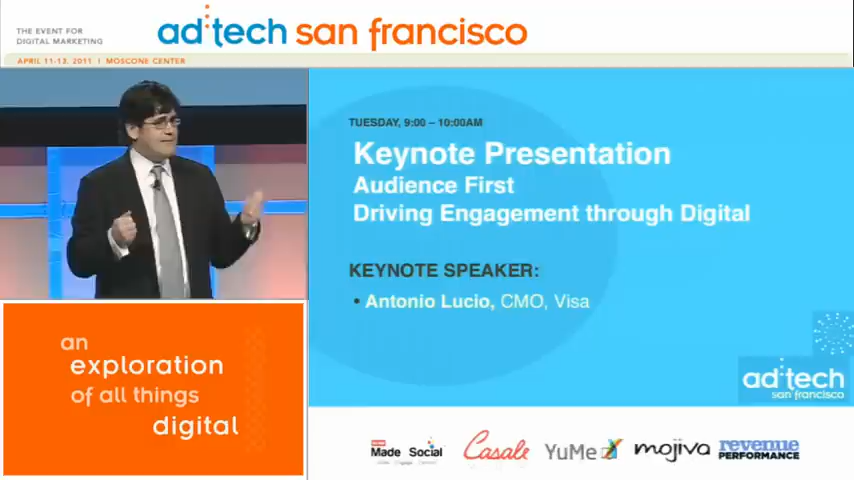 THE EVENT FOR
DIGITAL MARKETING
ad:tech san francisco
APRIL 11-13, 2011 | MOSCONE CENTER
TUESDAY, 9:00 – 10:00AM
Keynote Presentation
Audience First
Driving Engagement through Digital
KEYNOTE SPEAKER:
• Antonio Lucio, CMO, Visa
an
exploration
of all things
digital
ad:tech
san francisco
Made Social
Casale
YuMe
mojiva
revenue
PERFORMANCE